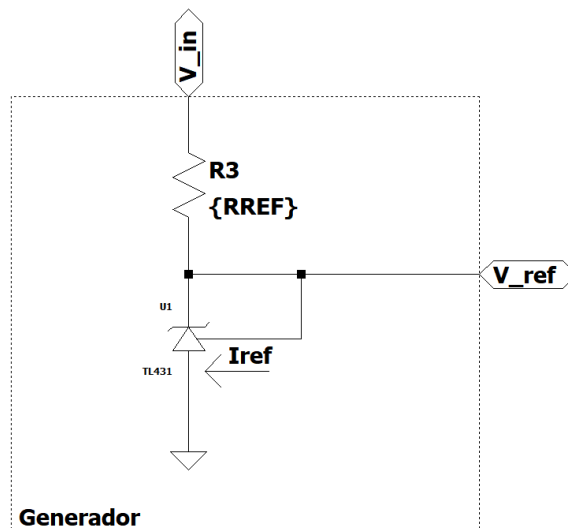 V_in
R3
{RREF}
V_ref
U1
Iref
TL431
Generador